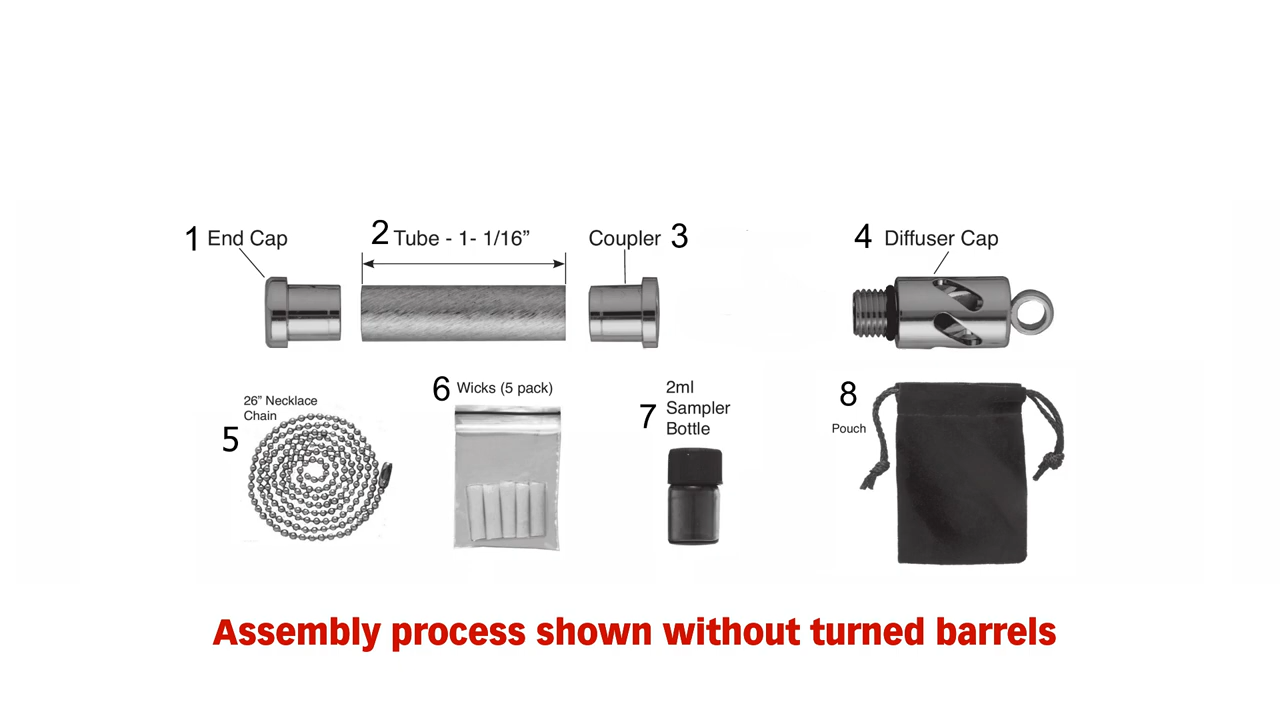 1 End Cap
2 Tube - 1- 1/16”
Coupler 3
4 Diffuser Cap
26” Necklace
Chain
5
6 Wicks (5 pack)
2ml
Sampler
Bottle
7
8
Pouch
Assembly process shown without turned barrels